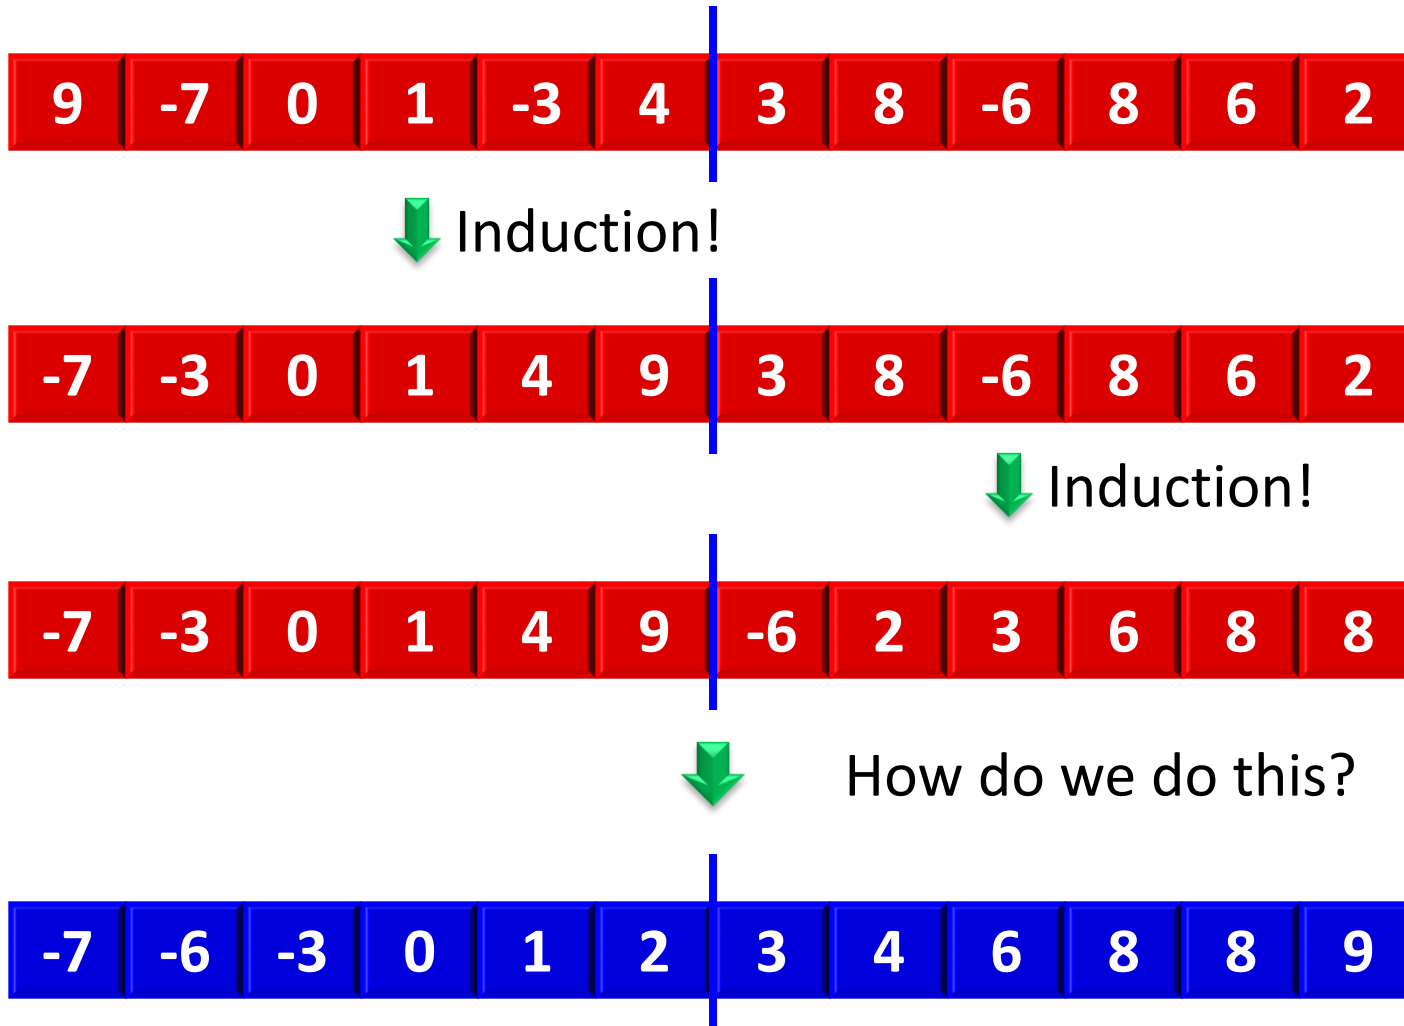 9 -7 0 1 -3 4 3 8 -6 8 6 2
Induction!
-7 -3 0 1 4 9 3 8 -6 8 6 2
Induction!
-7 -3 0 1 4 9 -6 2 3 6 8 8
How do we do this?
-7 -6 -3 0 1 2 3 4 6 8 8 9